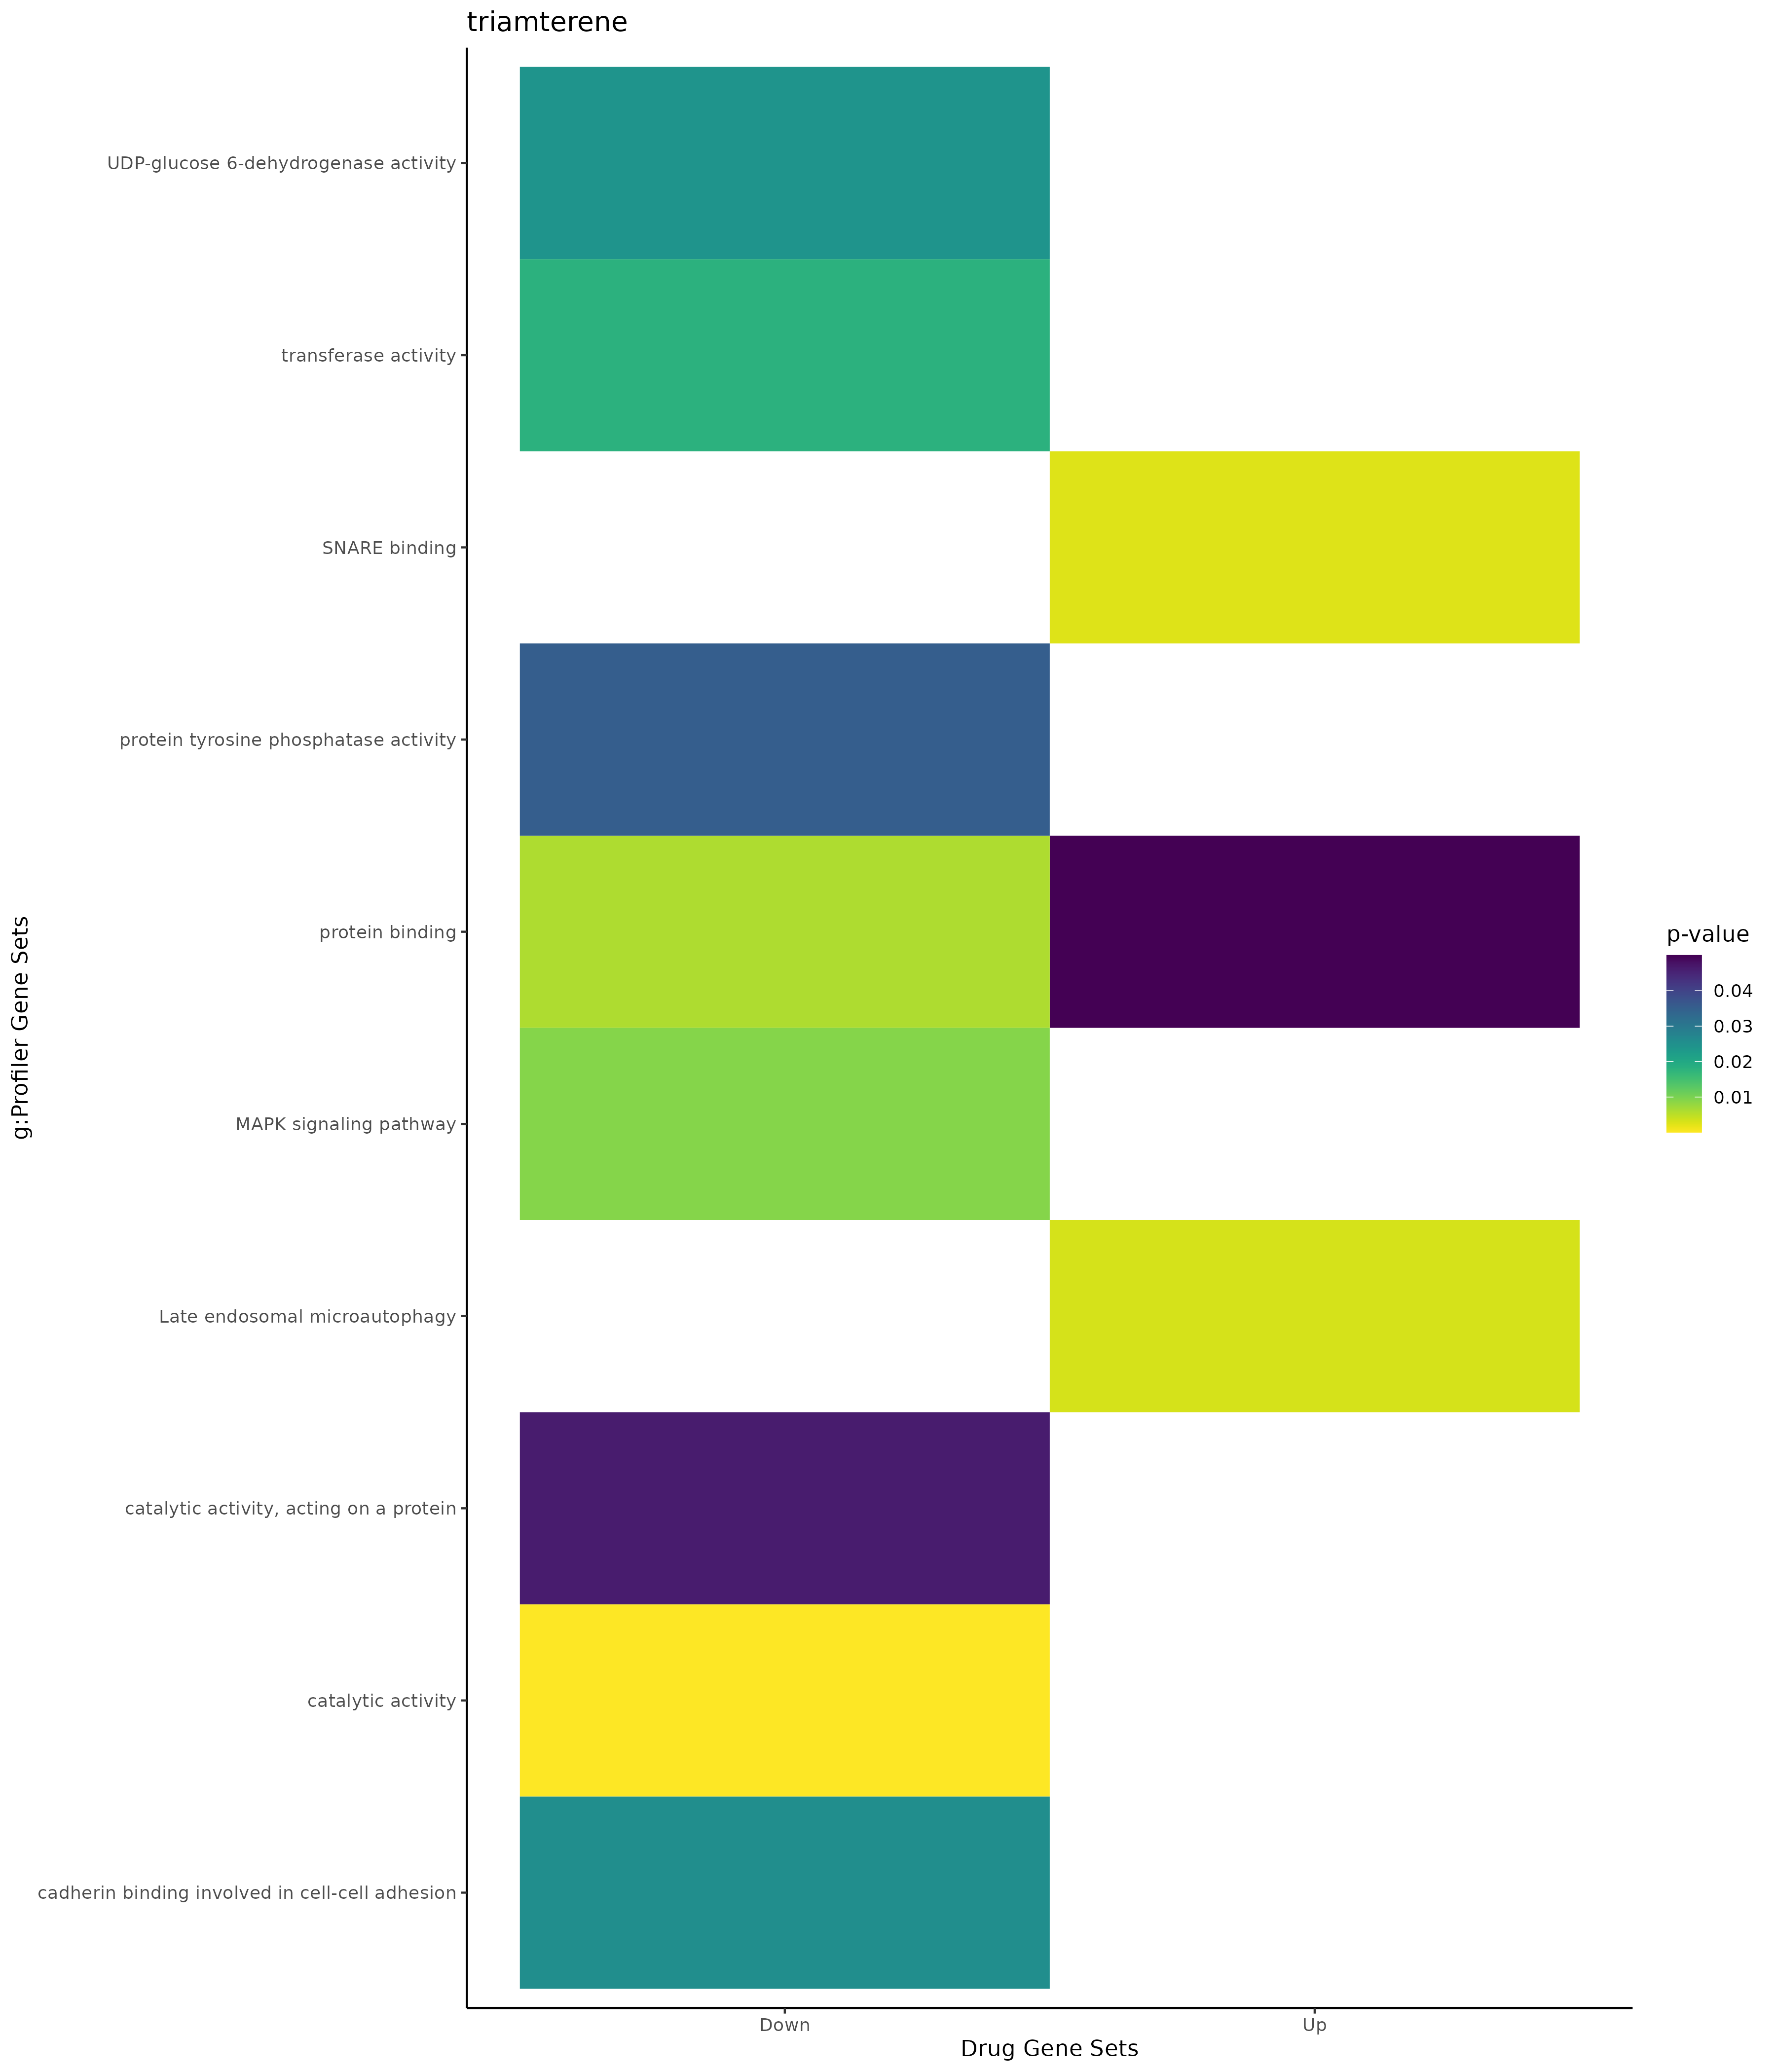 triamterene
g:Profiler Gene Sets
UDP-glucose 6-dehydrogenase activity
transferase activity
SNARE binding
protein tyrosine phosphatase activity
protein binding
MAPK signaling pathway
Late endosomal microautophagy
catalytic activity, acting on a protein
catalytic activity
cadherin binding involved in cell-cell adhesion
Down
Up
Drug Gene Sets
p-value
0.04
0.03
0.02
0.01